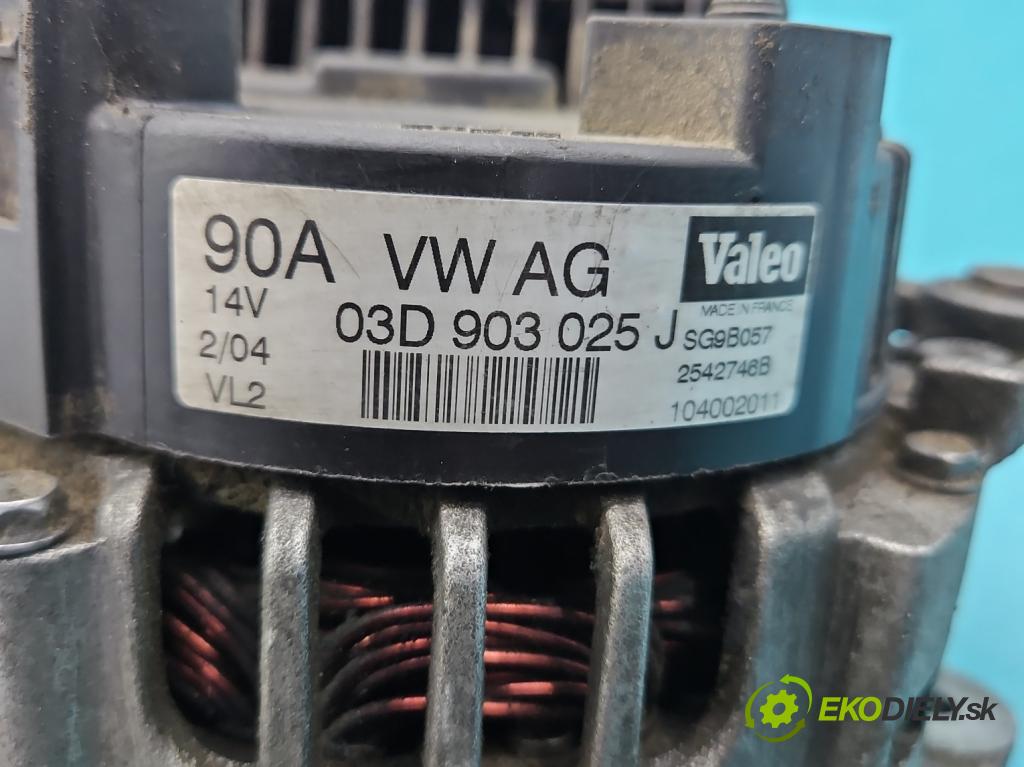 90A VW AG Valeo
14V MADE IN FRANCE
03D 903 025 J SG9B057
2/04 2542746B
VL2 104002011
EKODIELY.sk